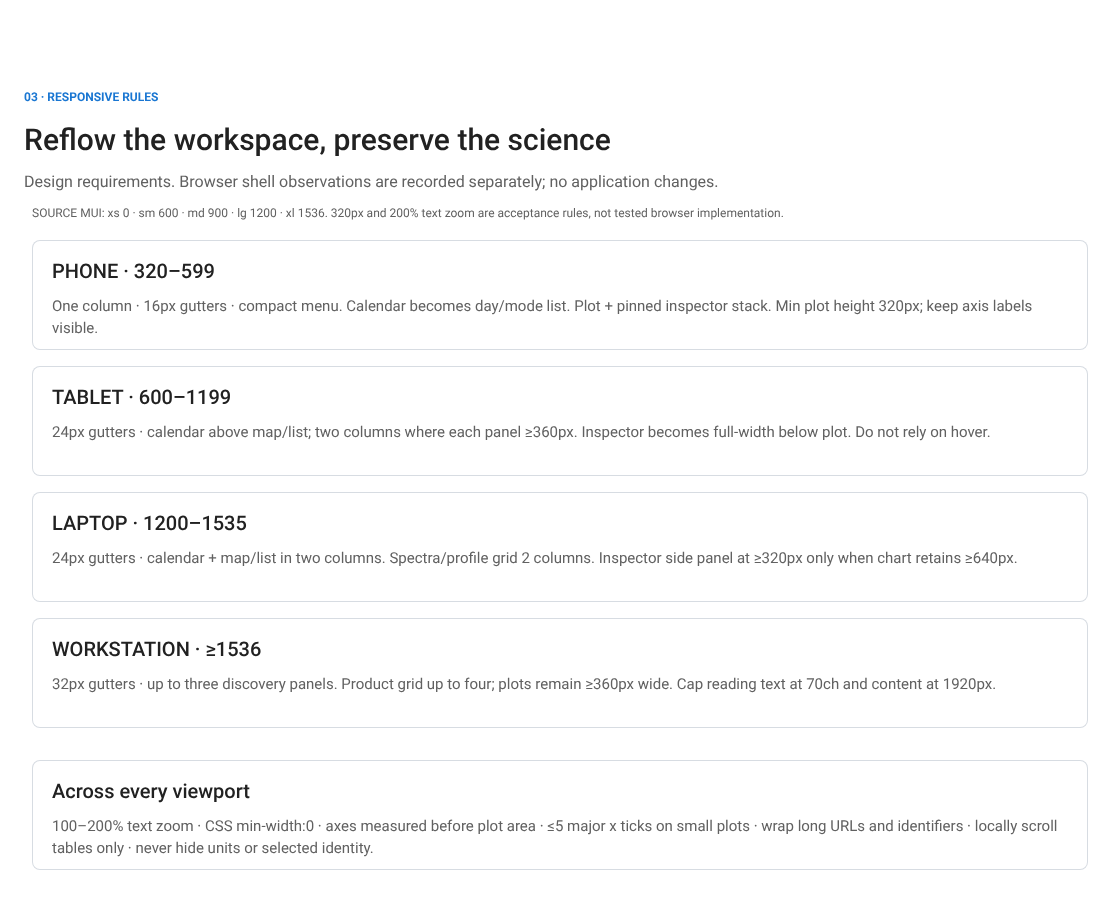 03 · RESPONSIVE RULES
Reflow the workspace, preserve the science
Design requirements. Browser shell observations are recorded separately; no application changes.
SOURCE MUI: xs 0 · sm 600 · md 900 · lg 1200 · xl 1536. 320px and 200% text zoom are acceptance rules, not tested browser implementation.
PHONE · 320–599
One column · 16px gutters · compact menu. Calendar becomes day/mode list. Plot + pinned inspector stack. Min plot height 320px; keep axis labels
visible.
TABLET · 600–1199
24px gutters · calendar above map/list; two columns where each panel ≥360px. Inspector becomes full-width below plot. Do not rely on hover.
LAPTOP · 1200–1535
24px gutters · calendar + map/list in two columns. Spectra/profile grid 2 columns. Inspector side panel at ≥320px only when chart retains ≥640px.
WORKSTATION · ≥1536
32px gutters · up to three discovery panels. Product grid up to four; plots remain ≥360px wide. Cap reading text at 70ch and content at 1920px.
Across every viewport
100–200% text zoom · CSS min-width:0 · axes measured before plot area · ≤5 major x ticks on small plots · wrap long URLs and identifiers · locally scroll
tables only · never hide units or selected identity.